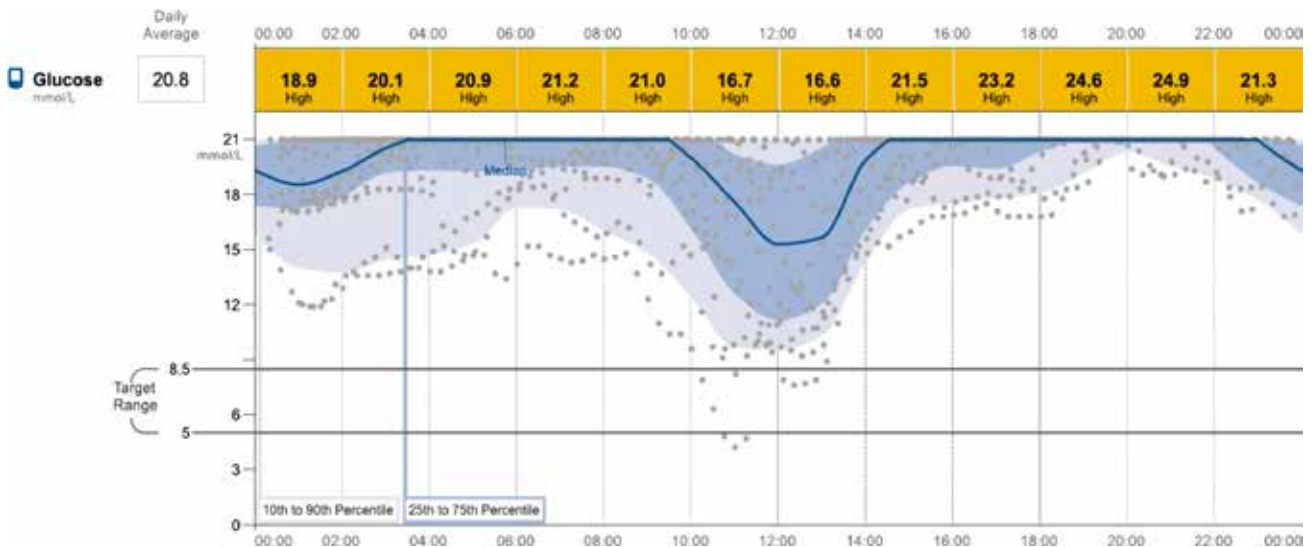 Daily
Average
00:00 02:00 04:00 06:00 08:00 10:00 12:00 14:00 16:00 18:00 20:00 22:00 00:00
Glucose
mmol/L
20.8
18.9 20.1 20.9 21.2 21.0 16.7 16.6 21.5 23.2 24.6 24.9 21.3
High High High High High High High High High High High High
21
mmol/L
Median
18
15
12
8.5
Target
Range
6
5
3
10th to 90th Percentile 25th to 75th Percentile
0
00:00 02:00 04:00 06:00 08:00 10:00 12:00 14:00 16:00 18:00 20:00 22:00 00:00